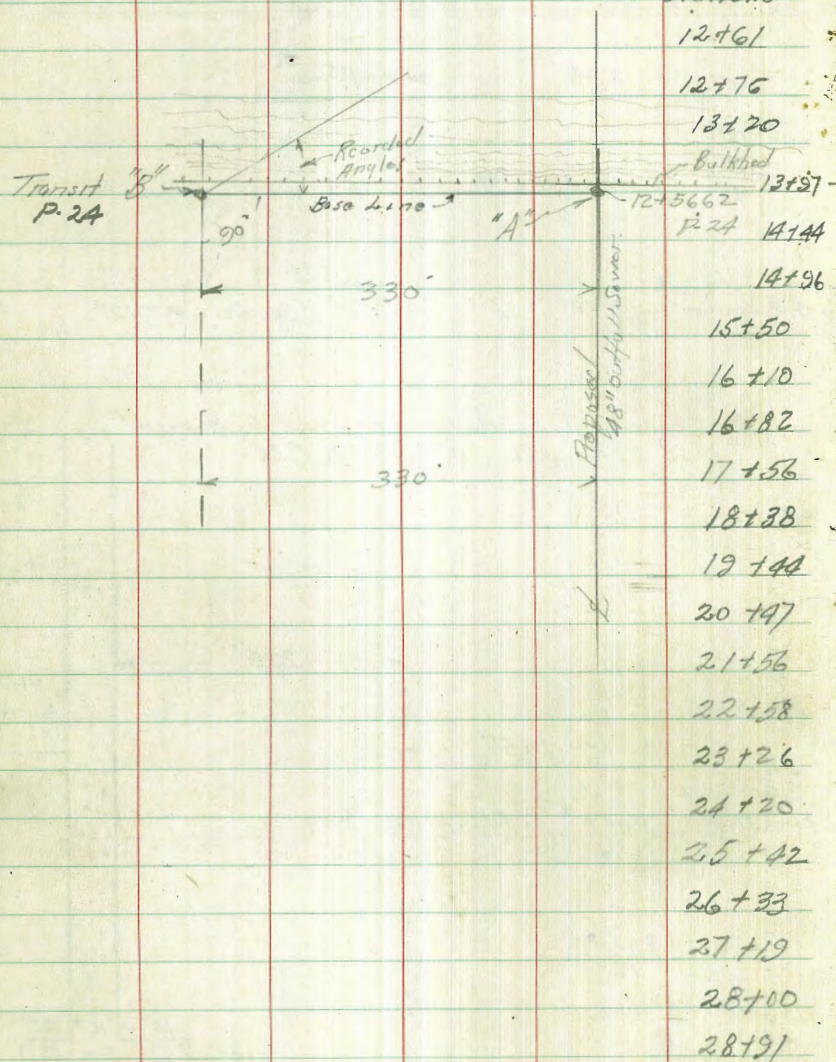 12+61
12+76
13+20
Recorded
Angles
Bulkhed
Transit "B"
P-24
Base Line
"A"
12+5662
P-24
13+97-
14+44
90°
14+96
330'
Proposed
48" Outfall Sewer
15+50
16+10
16+82
330'
17+56
18+38
19+44
20+47
21+56
22+58
23+26
24+20
25+42
26+33
27+19
28+00
28+91